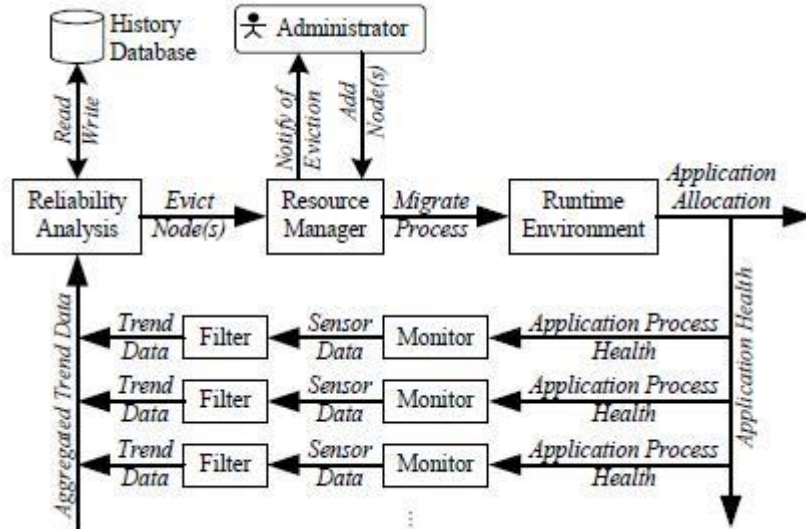 History
Database
Administrator
Read
Write
Notify of
Eviction
Add
Node(s)
Reliability
Analysis
Evict
Node(s)
Resource
Manager
Migrate
Process
Runtime
Environment
Application
Allocation
Aggregated Trend Data
Application Health
Trend
Data
Filter
Sensor
Data
Monitor
Application Process
Health
Trend
Data
Filter
Sensor
Data
Monitor
Application Process
Health
Trend
Data
Filter
Sensor
Data
Monitor
Application Process
Health
...